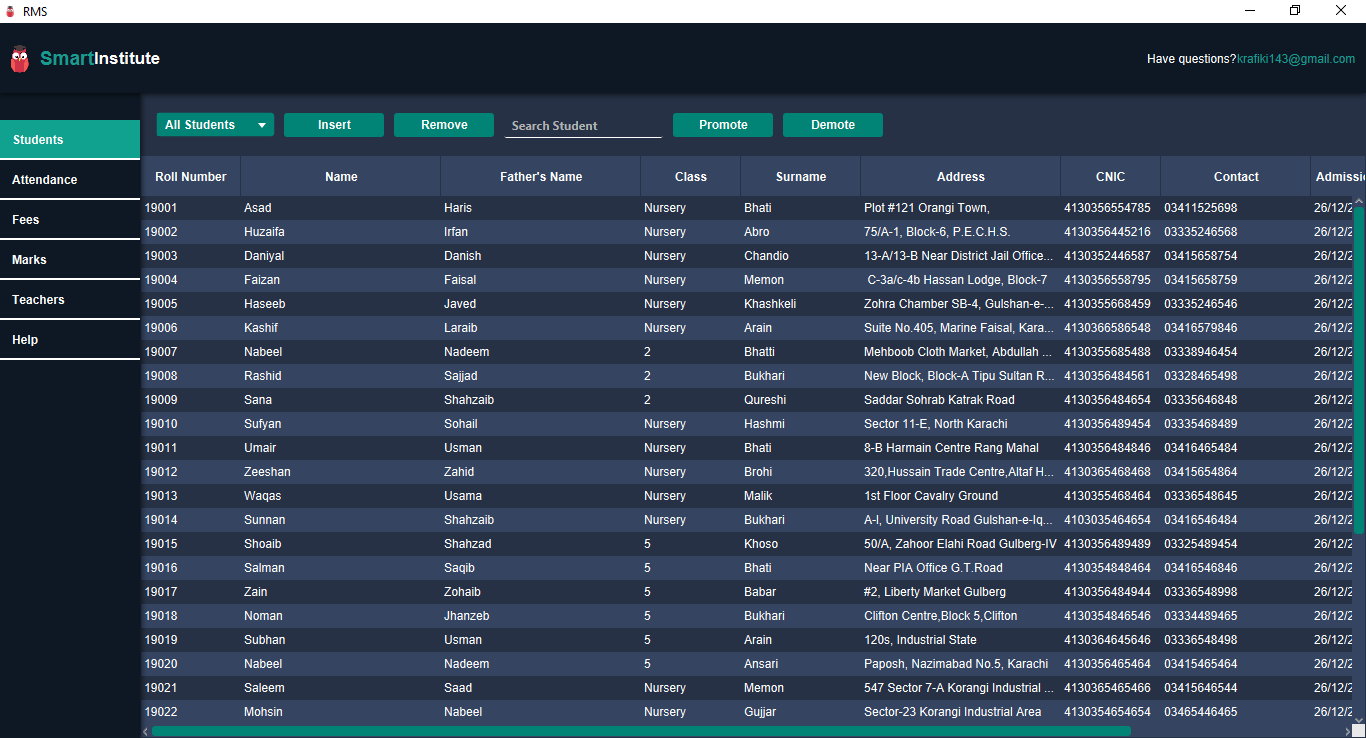 RMS
SmartInstitute
Have questions?krafiki143@gmail.com
Students
Attendance
Fees
Marks
Teachers
Help
All Students Insert Remove Search Student Promote Demote
Roll Number Name Father's Name Class Surname Address CNIC Contact Admissi
19001 Asad Haris Nursery Bhati Plot #121 Orangi Town, 4130356554785 03411525698 26/12/2
19002 Huzaifa Irfan Nursery Abro 75/A-1, Block-6, P.E.C.H.S. 4130356445216 03335246568 26/12/2
19003 Daniyal Danish Nursery Chandio 13-A/13-B Near District Jail Office... 4130352446587 03415658754 26/12/2
19004 Faizan Faisal Nursery Memon C-3a/c-4b Hassan Lodge, Block-7 4130356558795 03415658759 26/12/2
19005 Haseeb Javed Nursery Khashkeli Zohra Chamber SB-4, Gulshan-e-... 4130355668459 03335246546 26/12/2
19006 Kashif Laraib Nursery Arain Suite No.405, Marine Faisal, Kara... 4130366586548 03416579846 26/12/2
19007 Nabeel Nadeem 2 Bhatti Mehboob Cloth Market, Abdullah ... 4130355685488 03338946454 26/12/2
19008 Rashid Sajjad 2 Bukhari New Block, Block-A Tipu Sultan R... 4130356484561 03328465498 26/12/2
19009 Sana Shahzaib 2 Qureshi Saddar Sohrab Katrak Road 4130356484654 03335646848 26/12/2
19010 Sufyan Sohail Nursery Hashmi Sector 11-E, North Karachi 4130356489454 03335468489 26/12/2
19011 Umair Usman Nursery Bhati 8-B Harmain Centre Rang Mahal 4130356484846 03416465484 26/12/2
19012 Zeeshan Zahid Nursery Brohi 320,Hussain Trade Centre,Altaf H... 4130365468468 03415654864 26/12/2
19013 Waqas Usama Nursery Malik 1st Floor Cavalry Ground 4130355468464 03336548645 26/12/2
19014 Sunnan Shahzaib Nursery Bukhari A-I, University Road Gulshan-e-Iq... 4103035464654 03416546484 26/12/2
19015 Shoaib Shahzad 5 Khoso 50/A, Zahoor Elahi Road Gulberg-IV 4130356489489 03325489454 26/12/2
19016 Salman Saqib 5 Bhati Near PIA Office G.T.Road 4130354848464 03416546846 26/12/2
19017 Zain Zohaib 5 Babar #2, Liberty Market Gulberg 4130356484944 03336548998 26/12/2
19018 Noman Jhanzeb 5 Bukhari Clifton Centre,Block 5,Clifton 4130354846546 03334489465 26/12/2
19019 Subhan Usman 5 Arain 120s, Industrial State 4130364645646 03336548498 26/12/2
19020 Nabeel Nadeem 5 Ansari Paposh, Nazimabad No.5, Karachi 4130356465464 03415465464 26/12/2
19021 Saleem Saad Nursery Memon 547 Sector 7-A Korangi Industrial ... 4130365465466 03415646544 26/12/2
19022 Mohsin Nabeel Nursery Gujjar Sector-23 Korangi Industrial Area 4130354654654 03465446465 26/12/2